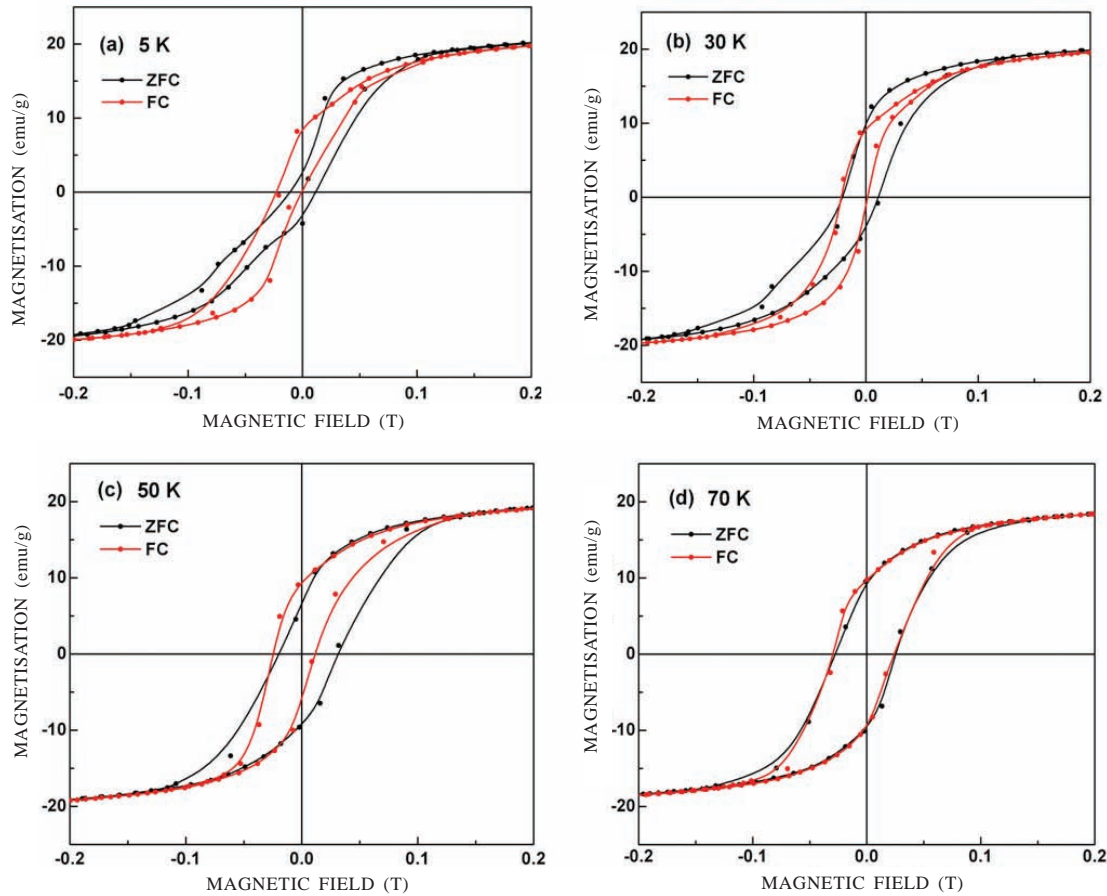 (a) 5 K
ZFC
FC
20
10
0
-10
-20
-0.2
-0.1
0.0
0.1
0.2
MAGNETISATION (emu/g)
MAGNETIC FIELD (T)
(b) 30 K
ZFC
FC
20
10
0
-10
-20
-0.2
-0.1
0.0
0.1
0.2
MAGNETISATION (emu/g)
MAGNETIC FIELD (T)
(c) 50 K
ZFC
FC
20
10
0
-10
-20
-0.2
-0.1
0.0
0.1
0.2
MAGNETISATION (emu/g)
MAGNETIC FIELD (T)
(d) 70 K
ZFC
FC
20
10
0
-10
-20
-0.2
-0.1
0.0
0.1
0.2
MAGNETISATION (emu/g)
MAGNETIC FIELD (T)